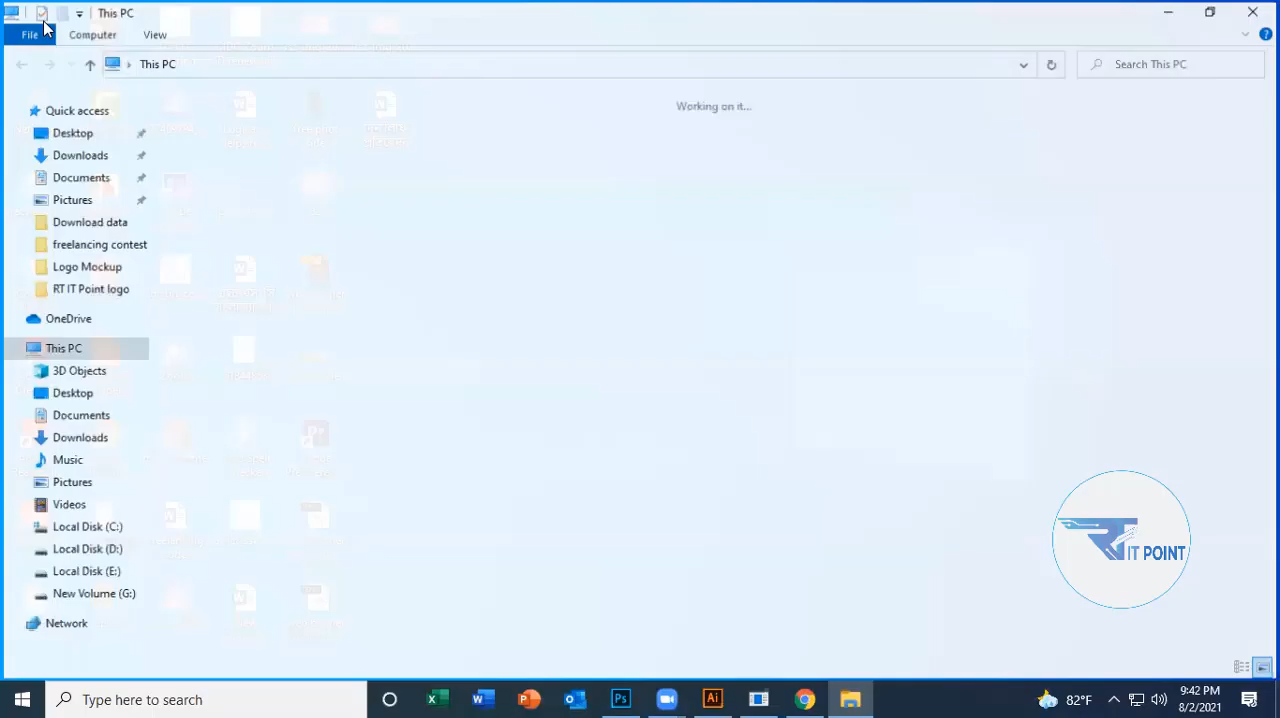 This PC
File
Computer
View
This PC
Search This PC
Working on it...
Quick access
Desktop
Downloads
Documents
Pictures
Download data
freelancing contest
Logo Mockup
RT IT Point logo
OneDrive
This PC
3D Objects
Desktop
Documents
Downloads
Music
Pictures
Videos
Local Disk (C:)
Local Disk (D:)
Local Disk (E:)
New Volume (G:)
Network
IT POINT
Type here to search
82°F
9:42 PM
8/2/2021